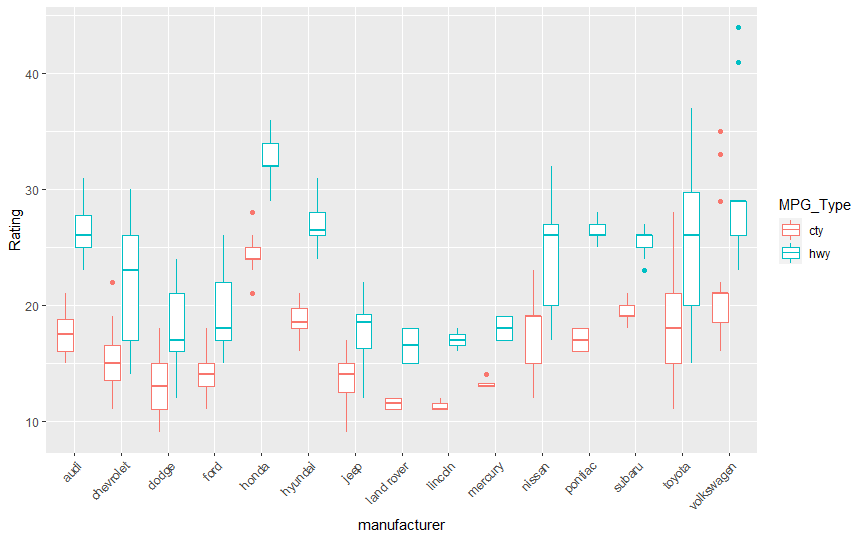 40
30
20
10
Rating
audi
chevrolet
dodge
ford
honda
hyundai
jeep
land rover
lincoln
mercury
nissan
pontiac
subaru
toyota
volkswagen
manufacturer
MPG_Type
cty
hwy